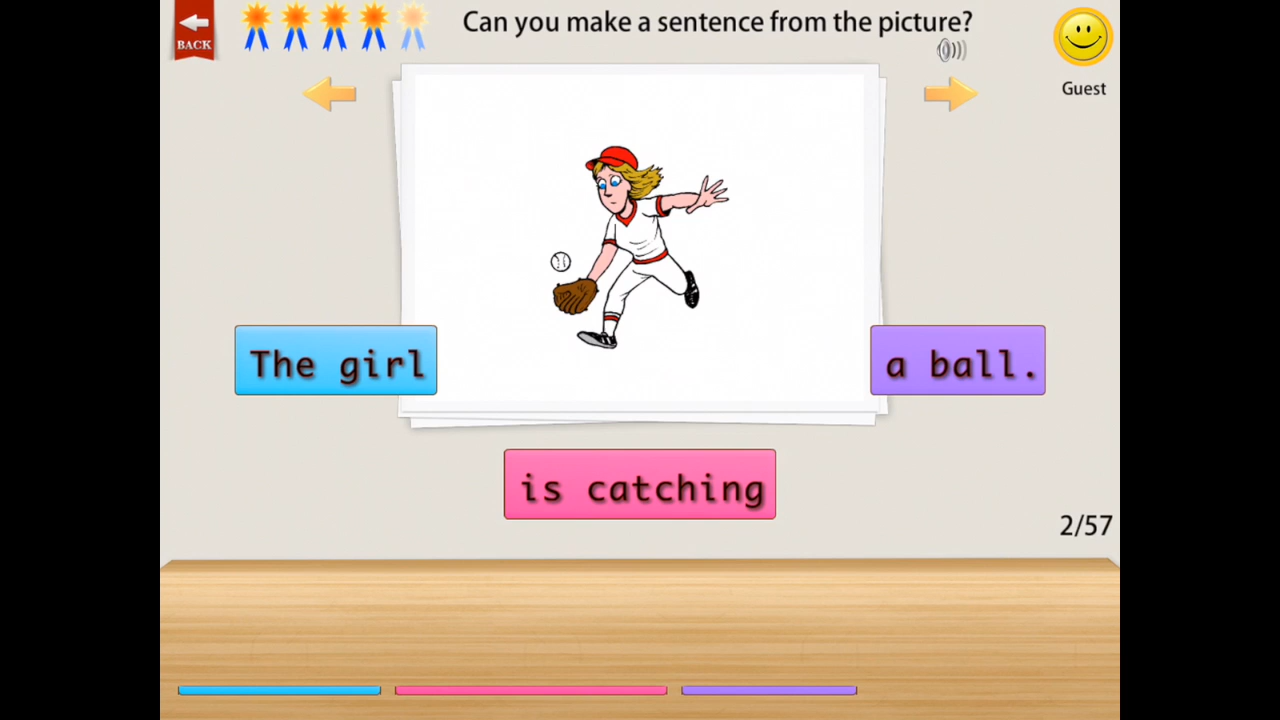 Can you make a sentence from the picture?
BACK
Guest
The girl
a ball.
is catching
2/57